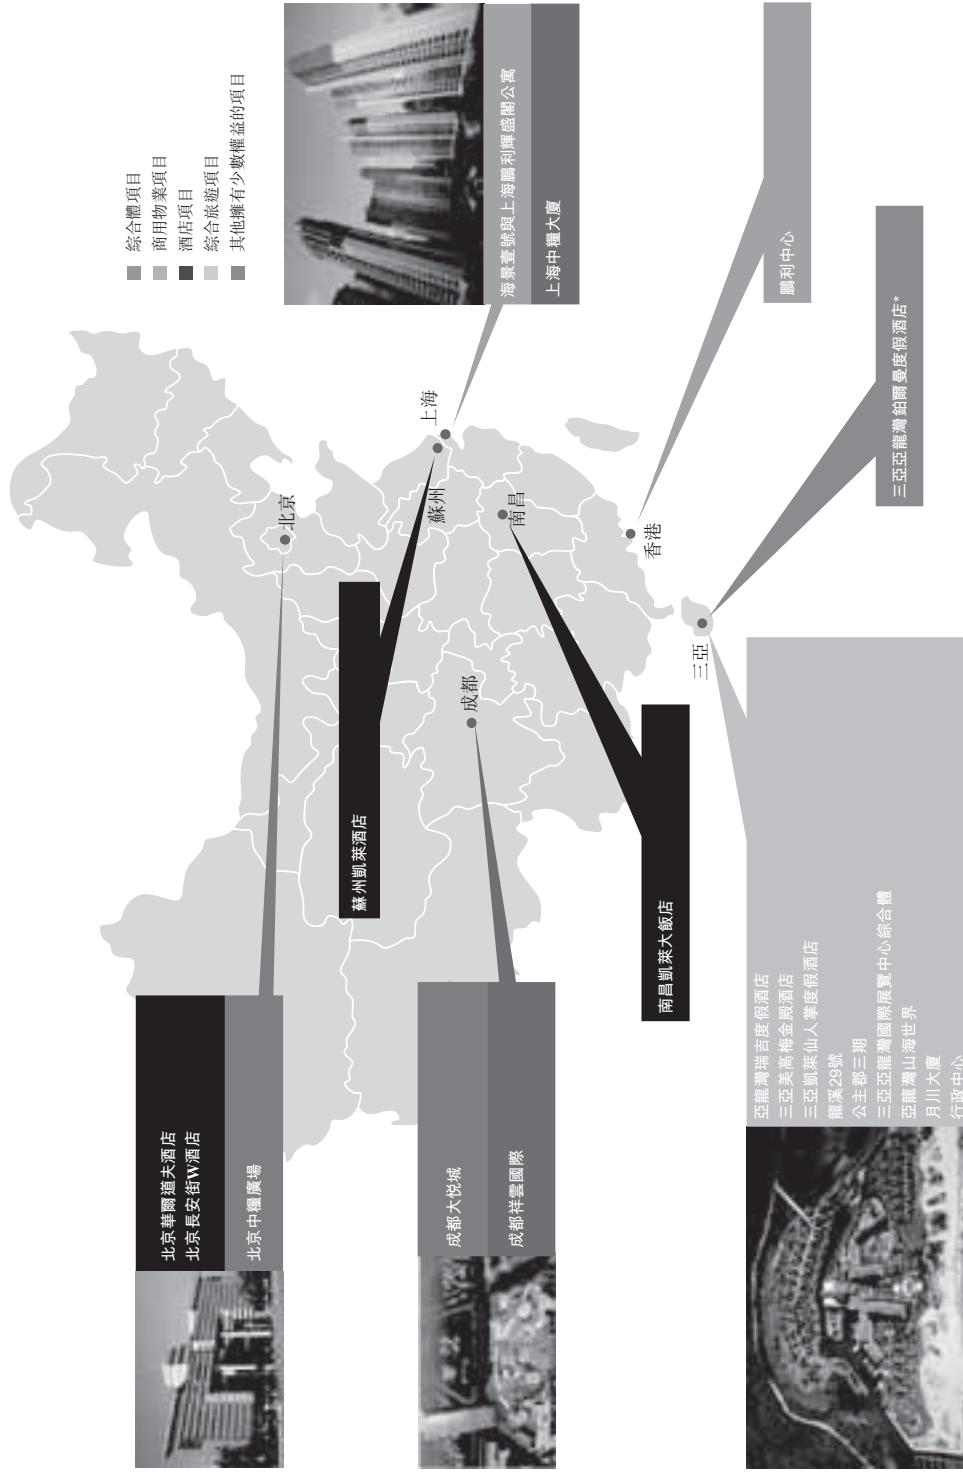 綜合體項目
商用物業項目
酒店項目
綜合旅遊項目
其他擁有少數權益的項目
北京華爾道夫酒店
北京長安街W酒店
北京中糧廣場
成都大悅城
成都祥雲國際
亞龍灣瑞吉度假酒店
三亞美高梅金殿酒店
三亞凱萊仙人掌度假酒店
龍溪29號
公主郡三期
三亞亞龍灣國際展覽中心綜合體
亞龍灣山海世界
月川大廈
行政中心
蘇州凱萊酒店
南昌凱萊大飯店
北京
上海
蘇州
南昌
成都
香港
三亞
海景壹號與上海鵬利輝盛閣公寓
上海中糧大廈
鵬利中心
三亞亞龍灣鉑爾曼度假酒店*